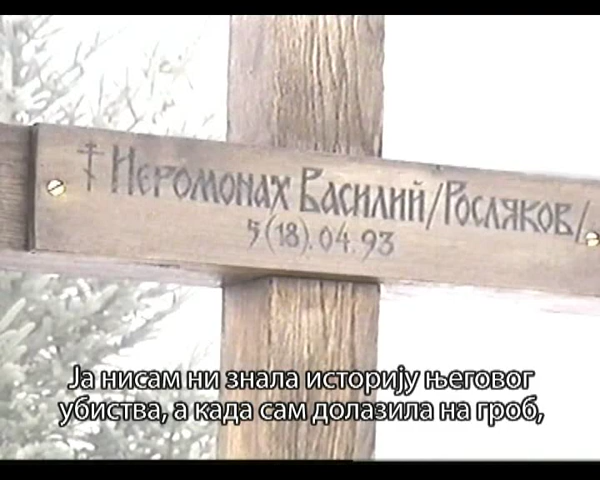 ☦ Иеромонах Василий /Росляков/
5(18).04.93
Ја нисам ни знала историју његовог
убиства, а када сам долазила на гроб,